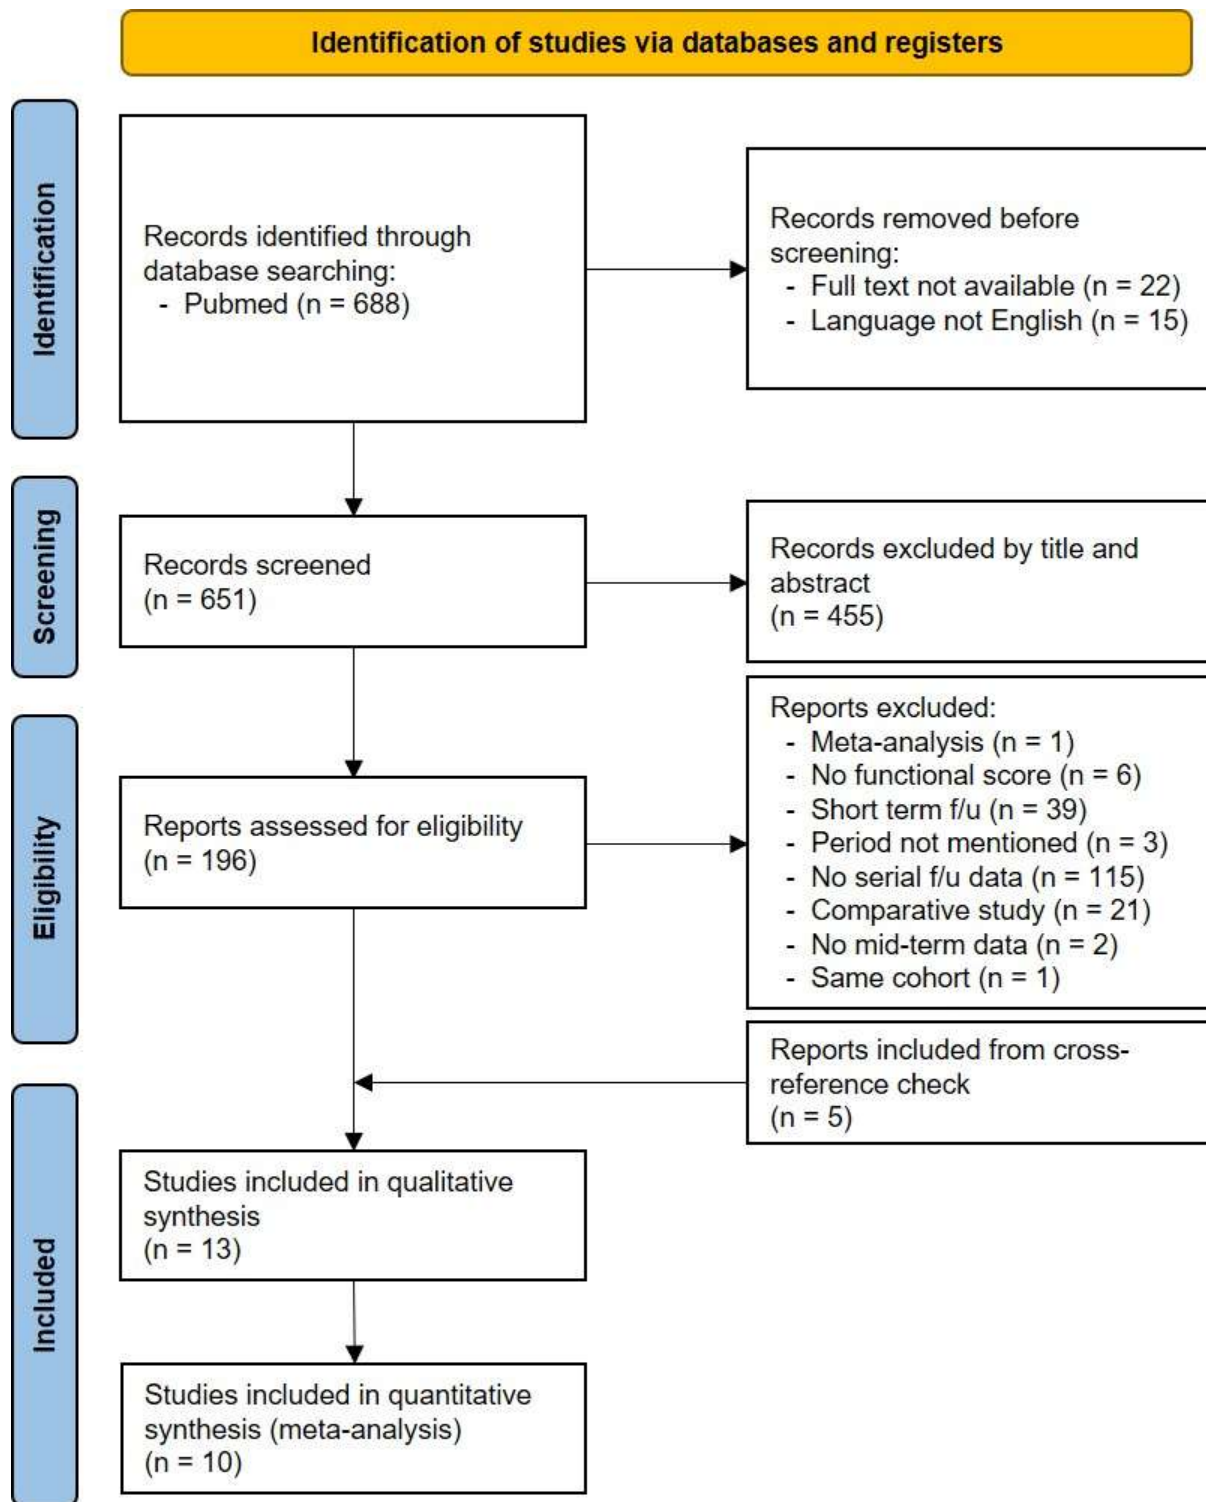 Identification of studies via databases and registers
Identification
Records identified through
database searching:
- Pubmed (n = 688)
Records removed before
screening:
- Full text not available (n = 22)
- Language not English (n = 15)
Screening
Records screened
(n = 651)
Records excluded by title and
abstract
(n = 455)
Eligibility
Reports assessed for eligibility
(n = 196)
Reports excluded:
- Meta-analysis (n = 1)
- No functional score (n = 6)
- Short term f/u (n = 39)
- Period not mentioned (n = 3)
- No serial f/u data (n = 115)
- Comparative study (n = 21)
- No mid-term data (n = 2)
- Same cohort (n = 1)
Reports included from cross-
reference check
(n = 5)
Included
Studies included in qualitative
synthesis
(n = 13)
Studies included in quantitative
synthesis (meta-analysis)
(n = 10)